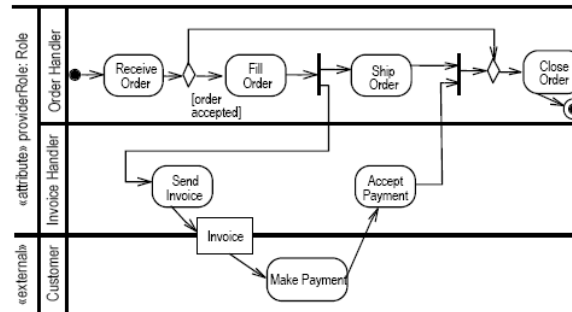 «attribute» providerRole: Role
Order Handler
Receive
Order
Fill
Order
[order
accepted]
Ship
Order
Close
Order
Invoice Handler
Send
Invoice
Accept
Payment
Invoice
«external»
Customer
Make Payment